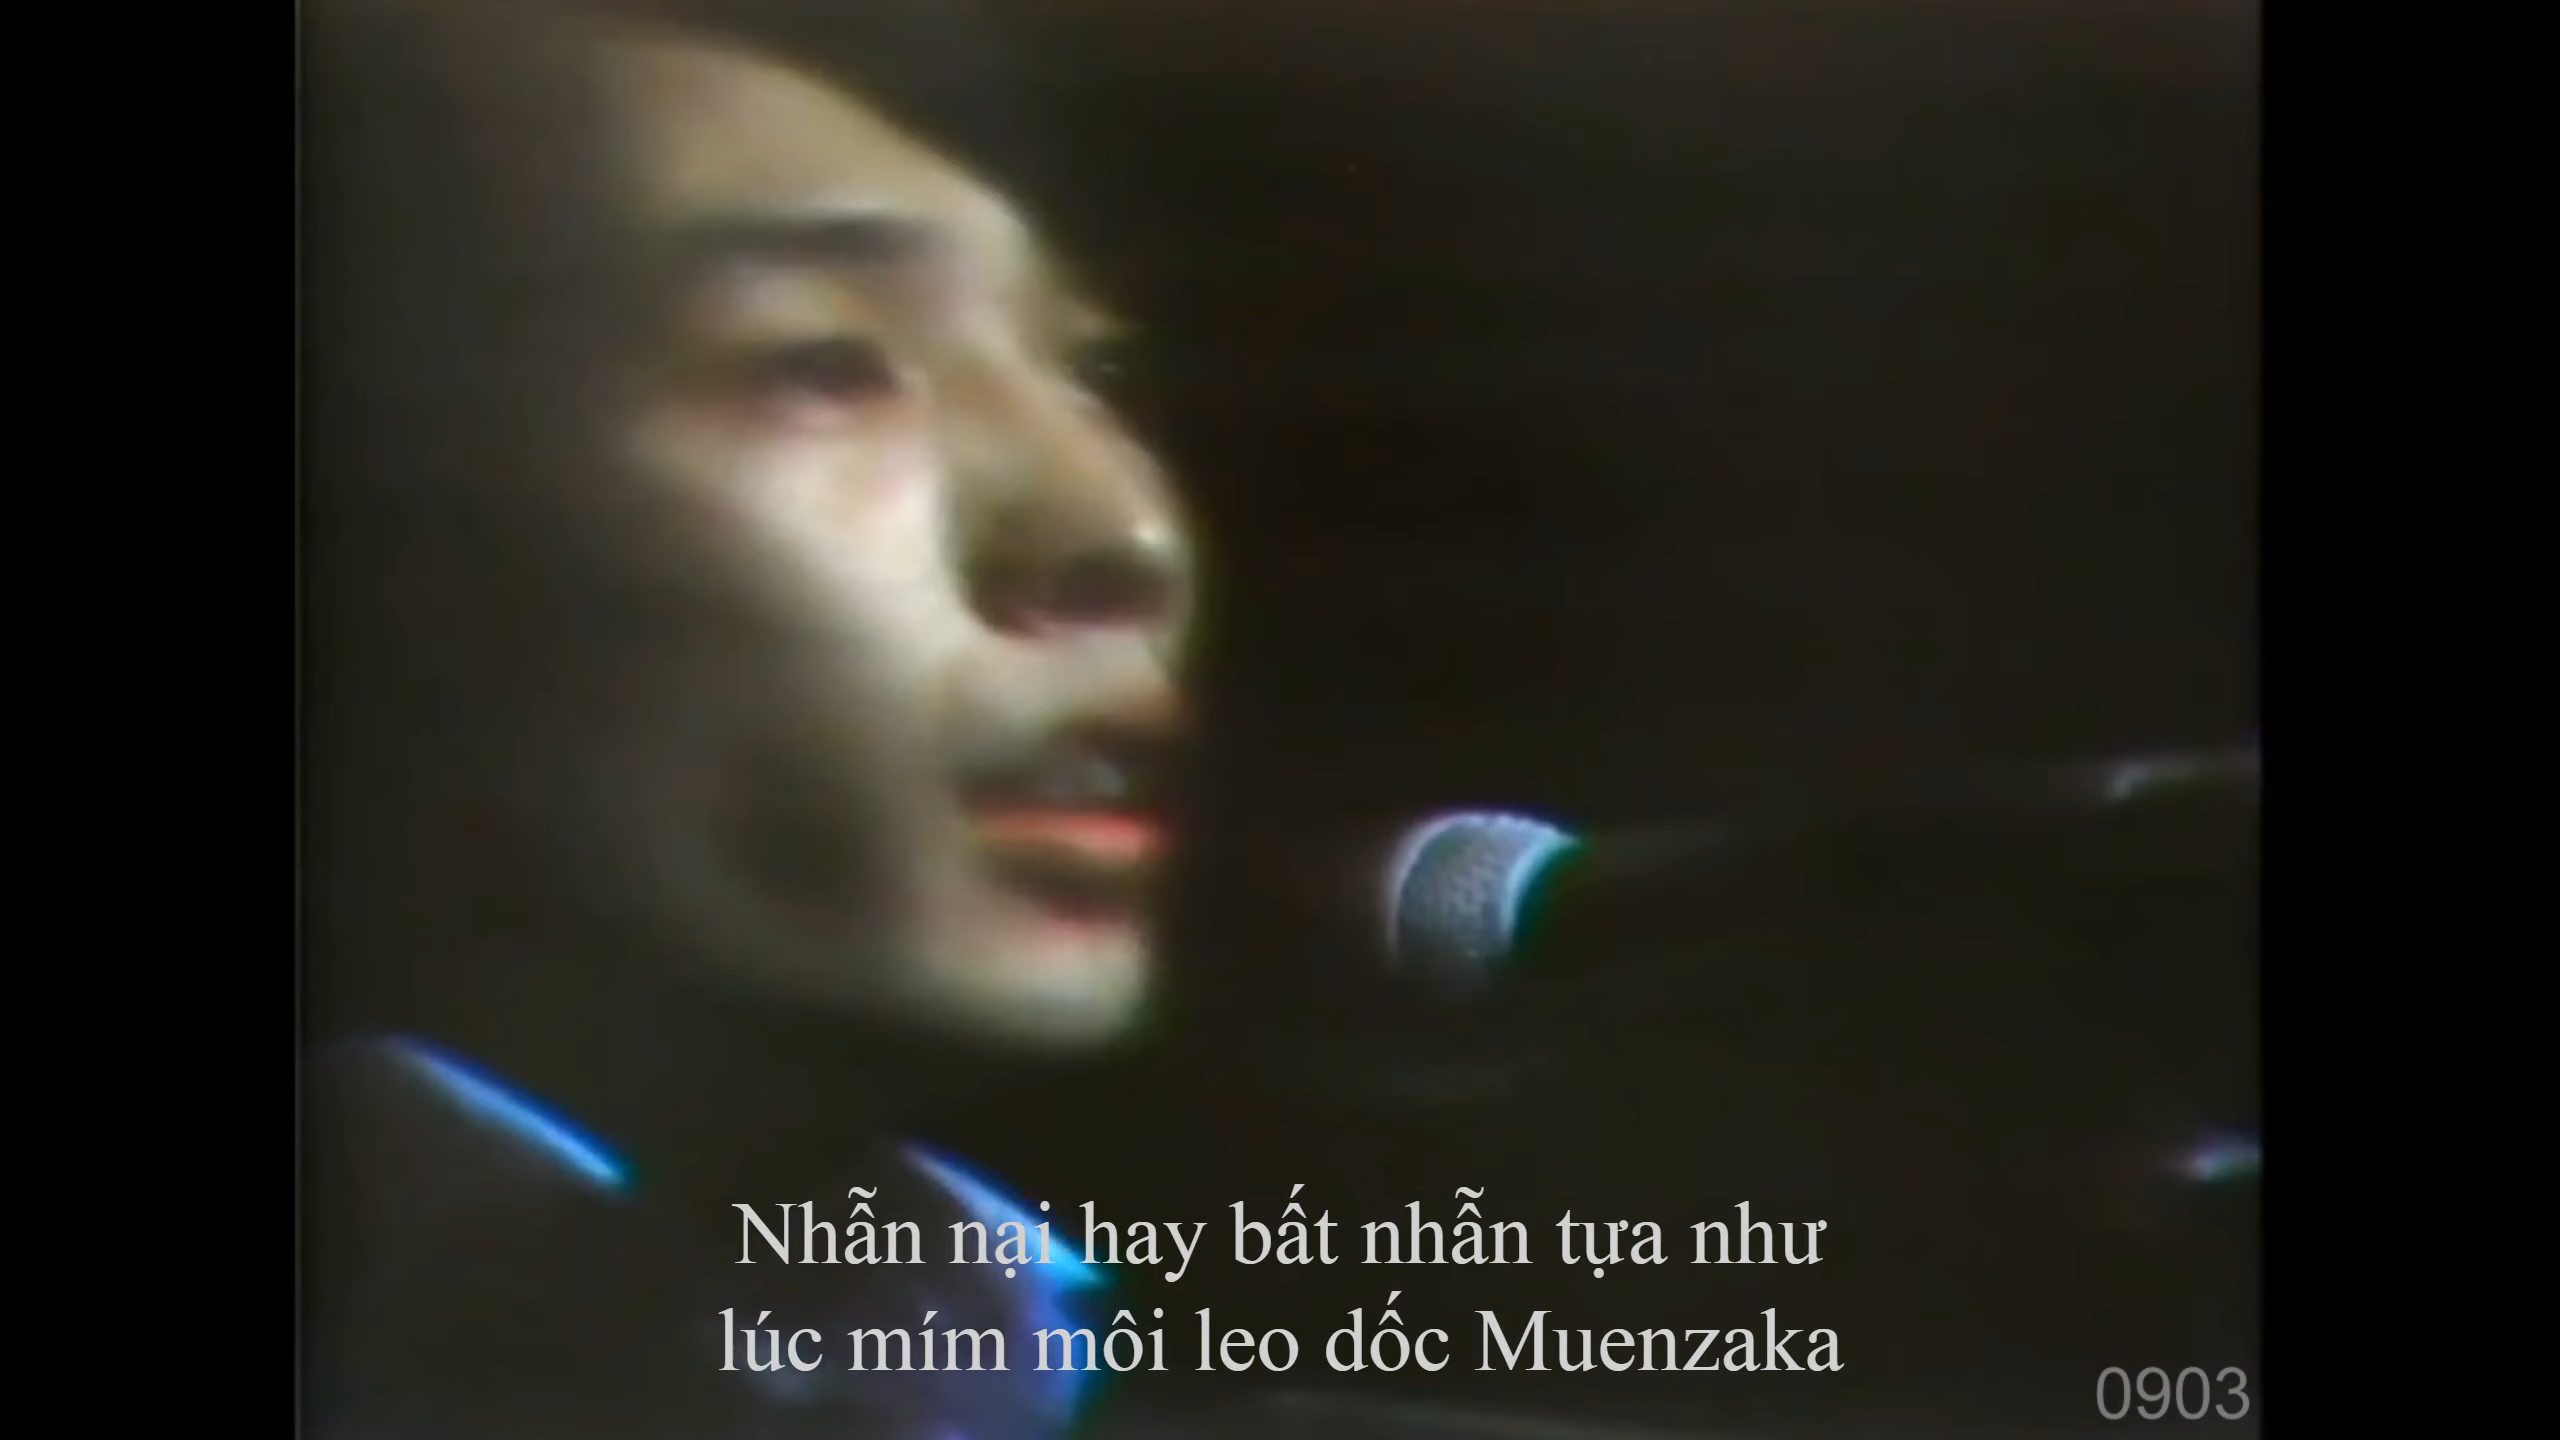 Nhẫn nại hay bất nhẫn tựa như
lúc mím môi leo dốc Muenzaka
0903